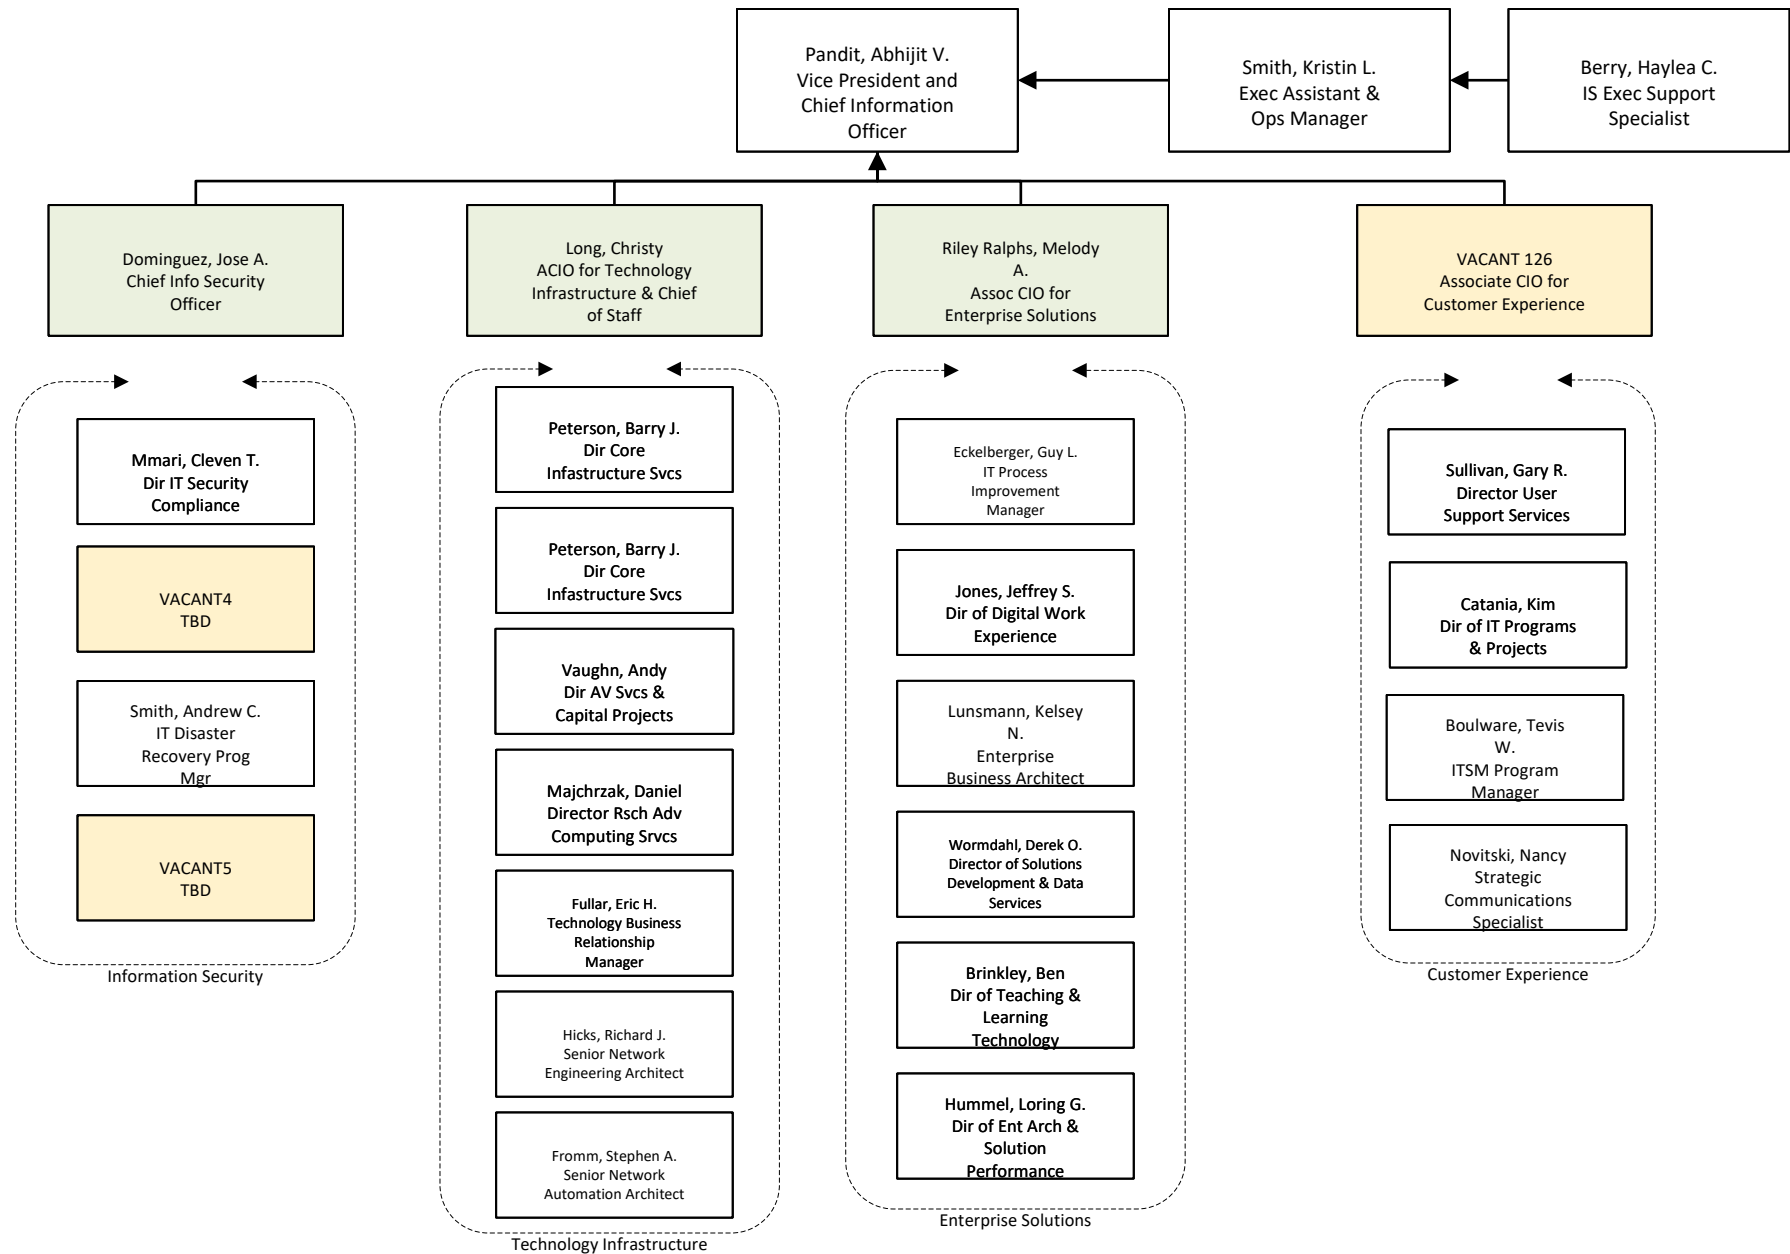 Pandit, Abhijit V.
Vice President and
Chief Information
Officer
Smith, Kristin L.
Exec Assistant &
Ops Manager
Berry, Haylea C.
IS Exec Support
Specialist
Dominguez, Jose A.
Chief Info Security
Officer
Long, Christy
ACIO for Technology
Infrastructure & Chief
of Staff
Riley Ralphs, Melody
A.
Assoc CIO for
Enterprise Solutions
VACANT 126
Associate CIO for
Customer Experience
Mmari, Cleven T.
Dir IT Security
Compliance
VACANT4
TBD
Smith, Andrew C.
IT Disaster
Recovery Prog
Mgr
VACANT5
TBD
Information Security
Peterson, Barry J.
Dir Core
Infastructure Svcs
Peterson, Barry J.
Dir Core
Infastructure Svcs
Vaughn, Andy
Dir AV Svcs &
Capital Projects
Majchrzak, Daniel
Director Rsch Adv
Computing Srvcs
Fullar, Eric H.
Technology Business
Relationship
Manager
Hicks, Richard J.
Senior Network
Engineering Architect
Fromm, Stephen A.
Senior Network
Automation Architect
Technology Infrastructure
Eckelberger, Guy L.
IT Process
Improvement
Manager
Jones, Jeffrey S.
Dir of Digital Work
Experience
Lunsmann, Kelsey
N.
Enterprise
Business Architect
Wormdahl, Derek O.
Director of Solutions
Development & Data
Services
Brinkley, Ben
Dir of Teaching &
Learning
Technology
Hummel, Loring G.
Dir of Ent Arch &
Solution
Performance
Enterprise Solutions
Sullivan, Gary R.
Director User
Support Services
Catania, Kim
Dir of IT Programs
& Projects
Boulware, Tevis
W.
ITSM Program
Manager
Novitski, Nancy
Strategic
Communications
Specialist
Customer Experience